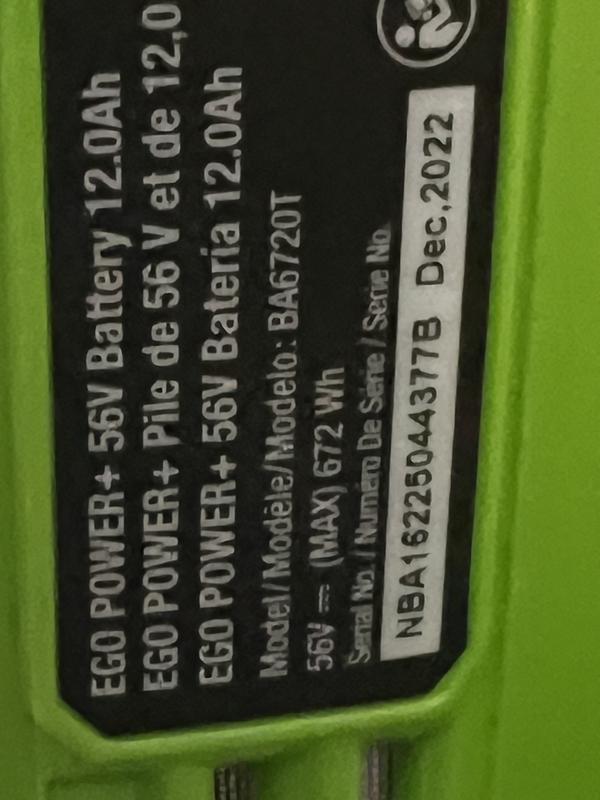 EGO POWER+ 56V Battery 12.0Ah
EGO POWER+ Pile de 56 V et de 12,0
EGO POWER+ 56V Batería 12.0Ah
Model/Modèle/Modelo: BA6720T
56V ⎓ (MAX) 672 Wh
Serial No. / Numéro De Série / Serie No.
NBA16225044377B Dec,2022